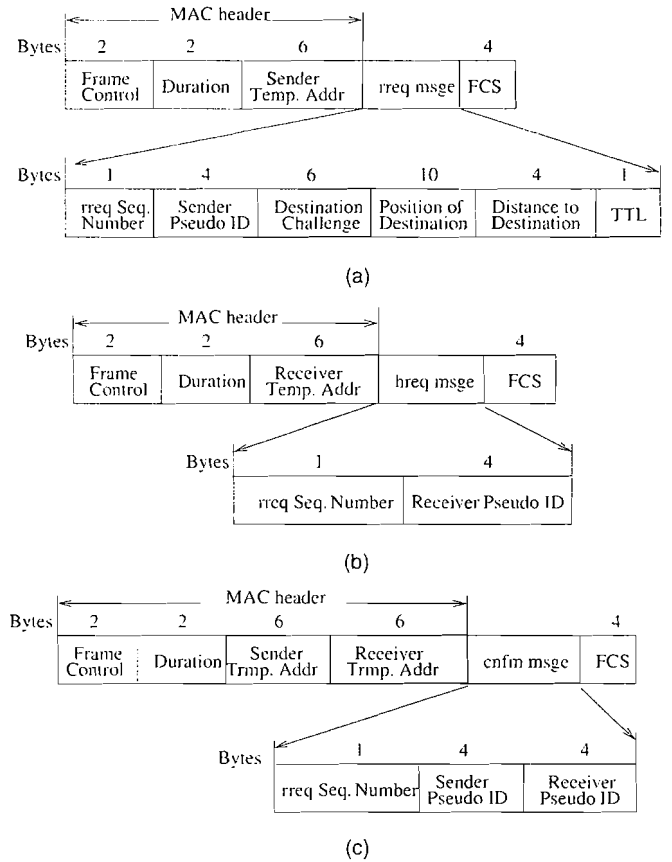 MAC header
Bytes 2 2 6 4
Frame Control Duration Sender Temp. Addr rreq msge FCS
Bytes 1 4 6 10 4 1
rreq Seq. Number Sender Pseudo ID Destination Challenge Position of Destination Distance to Destination TTL
(a)
MAC header
Bytes 2 2 6 4
Frame Control Duration Receiver Temp. Addr hreq msge FCS
Bytes 1 4
rreq Seq. Number Receiver Pseudo ID
(b)
MAC header
Bytes 2 2 6 6 4
Frame Control Duration Sender Tmp. Addr Receiver Tmp. Addr cnfm msge FCS
Bytes 1 4 4
rreq Seq. Number Sender Pseudo ID Receiver Pseudo ID
(c)